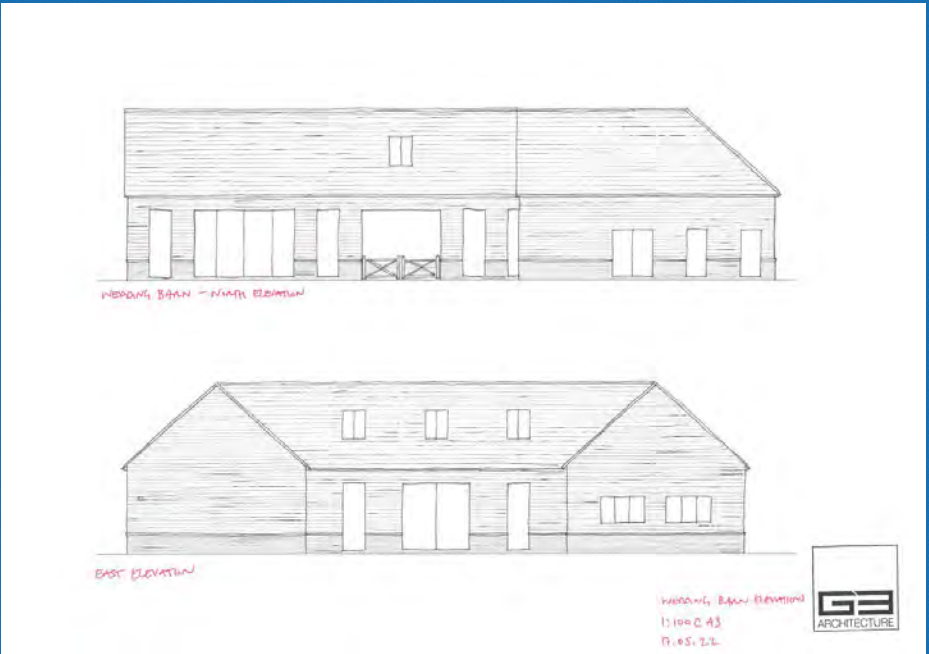 WEDDING BARN - NORTH ELEVATION
EAST ELEVATION
WEDDING BARN ELEVATIONS
1:100 @ A3
17.05.22
G3
ARCHITECTURE